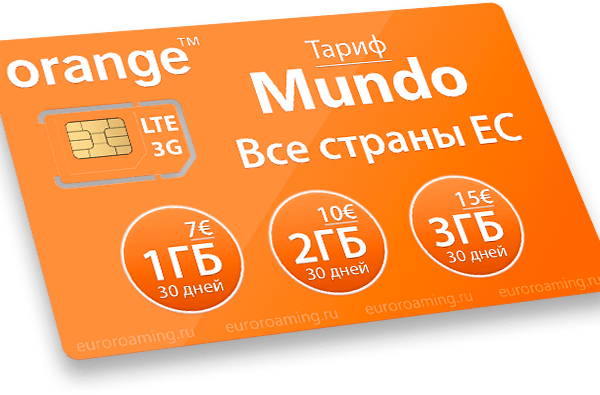 orange™
Тариф
Mundo
Все страны ЕС
LTE
3G
7€
1ГБ
30 дней
10€
2ГБ
30 дней
15€
3ГБ
30 дней
euroroaming.ru
euroroaming.ru
euroroaming.ru
euroroaming.ru